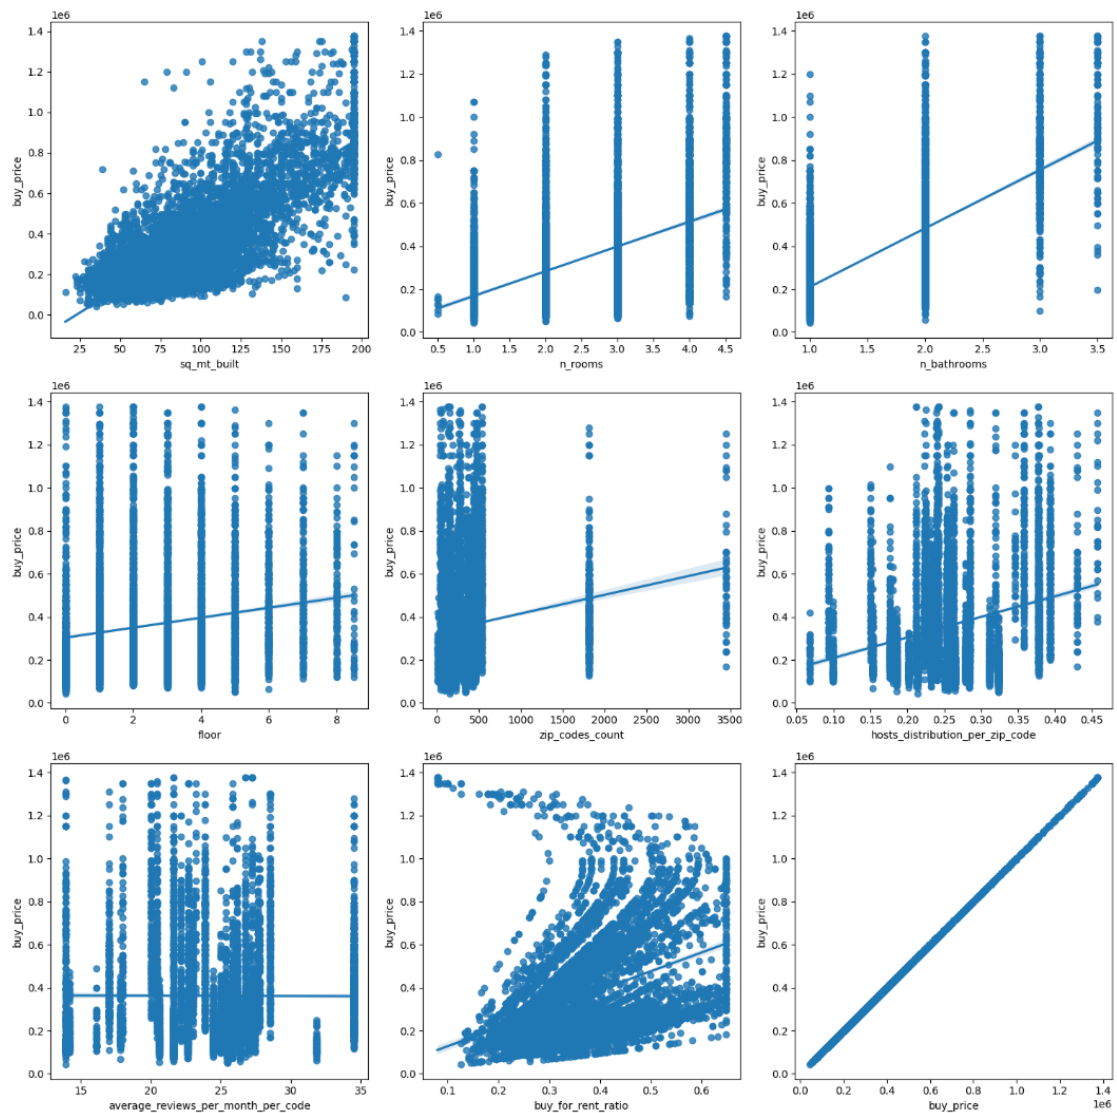 1e6 1e6 1e6
1.4 1.4 1.4
1.2 1.2 1.2
1.0 1.0 1.0
0.8 0.8 0.8
buy_price buy_price buy_price
0.6 0.6 0.6
0.4 0.4 0.4
0.2 0.2 0.2
0.0 0.0 0.0
25 50 75 100 125 150 175 200 0.5 1.0 1.5 2.0 2.5 3.0 3.5 4.0 4.5 1.0 1.5 2.0 2.5 3.0 3.5
sq_mt_built n_rooms n_bathrooms
1e6 1e6 1e6
1.4 1.4 1.4
1.2 1.2 1.2
1.0 1.0 1.0
0.8 0.8 0.8
buy_price buy_price buy_price
0.6 0.6 0.6
0.4 0.4 0.4
0.2 0.2 0.2
0.0 0.0 0.0
0 2 4 6 8 0 500 1000 1500 2000 2500 3000 3500 0.05 0.10 0.15 0.20 0.25 0.30 0.35 0.40 0.45
floor zip_codes_count hosts_distribution_per_zip_code
1e6 1e6 1e6
1.4 1.4 1.4
1.2 1.2 1.2
1.0 1.0 1.0
0.8 0.8 0.8
buy_price buy_price buy_price
0.6 0.6 0.6
0.4 0.4 0.4
0.2 0.2 0.2
0.0 0.0 0.0
15 20 25 30 35 0.1 0.2 0.3 0.4 0.5 0.6 0.0 0.2 0.4 0.6 0.8 1.0 1.2 1.4
average_reviews_per_month_per_code buy_for_rent_ratio buy_price 1e6